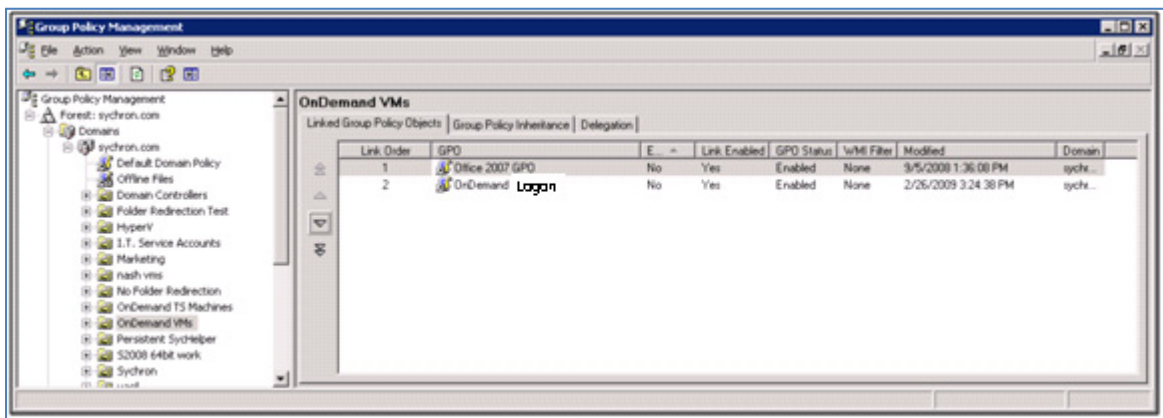 Group Policy Management
File Action View Window Help
Group Policy Management
Forest: sychron.com
Domains
sychron.com
Default Domain Policy
Offline Files
Domain Controllers
Folder Redirection Test
HyperV
I.T. Service Accounts
Marketing
nash vms
No Folder Redirection
OnDemand TS Machines
OnDemand VMs
Persistent SycHelper
S2008 64bit work
Sychron
OnDemand VMs
Linked Group Policy Objects Group Policy Inheritance Delegation
Link Order GPO E... Link Enabled GPO Status WMI Filter Modified Domain
1 Office 2007 GPO No Yes Enabled None 9/5/2008 1:36:08 PM sychr...
2 OnDemand Logon No Yes Enabled None 2/26/2009 3:24:38 PM sychr...